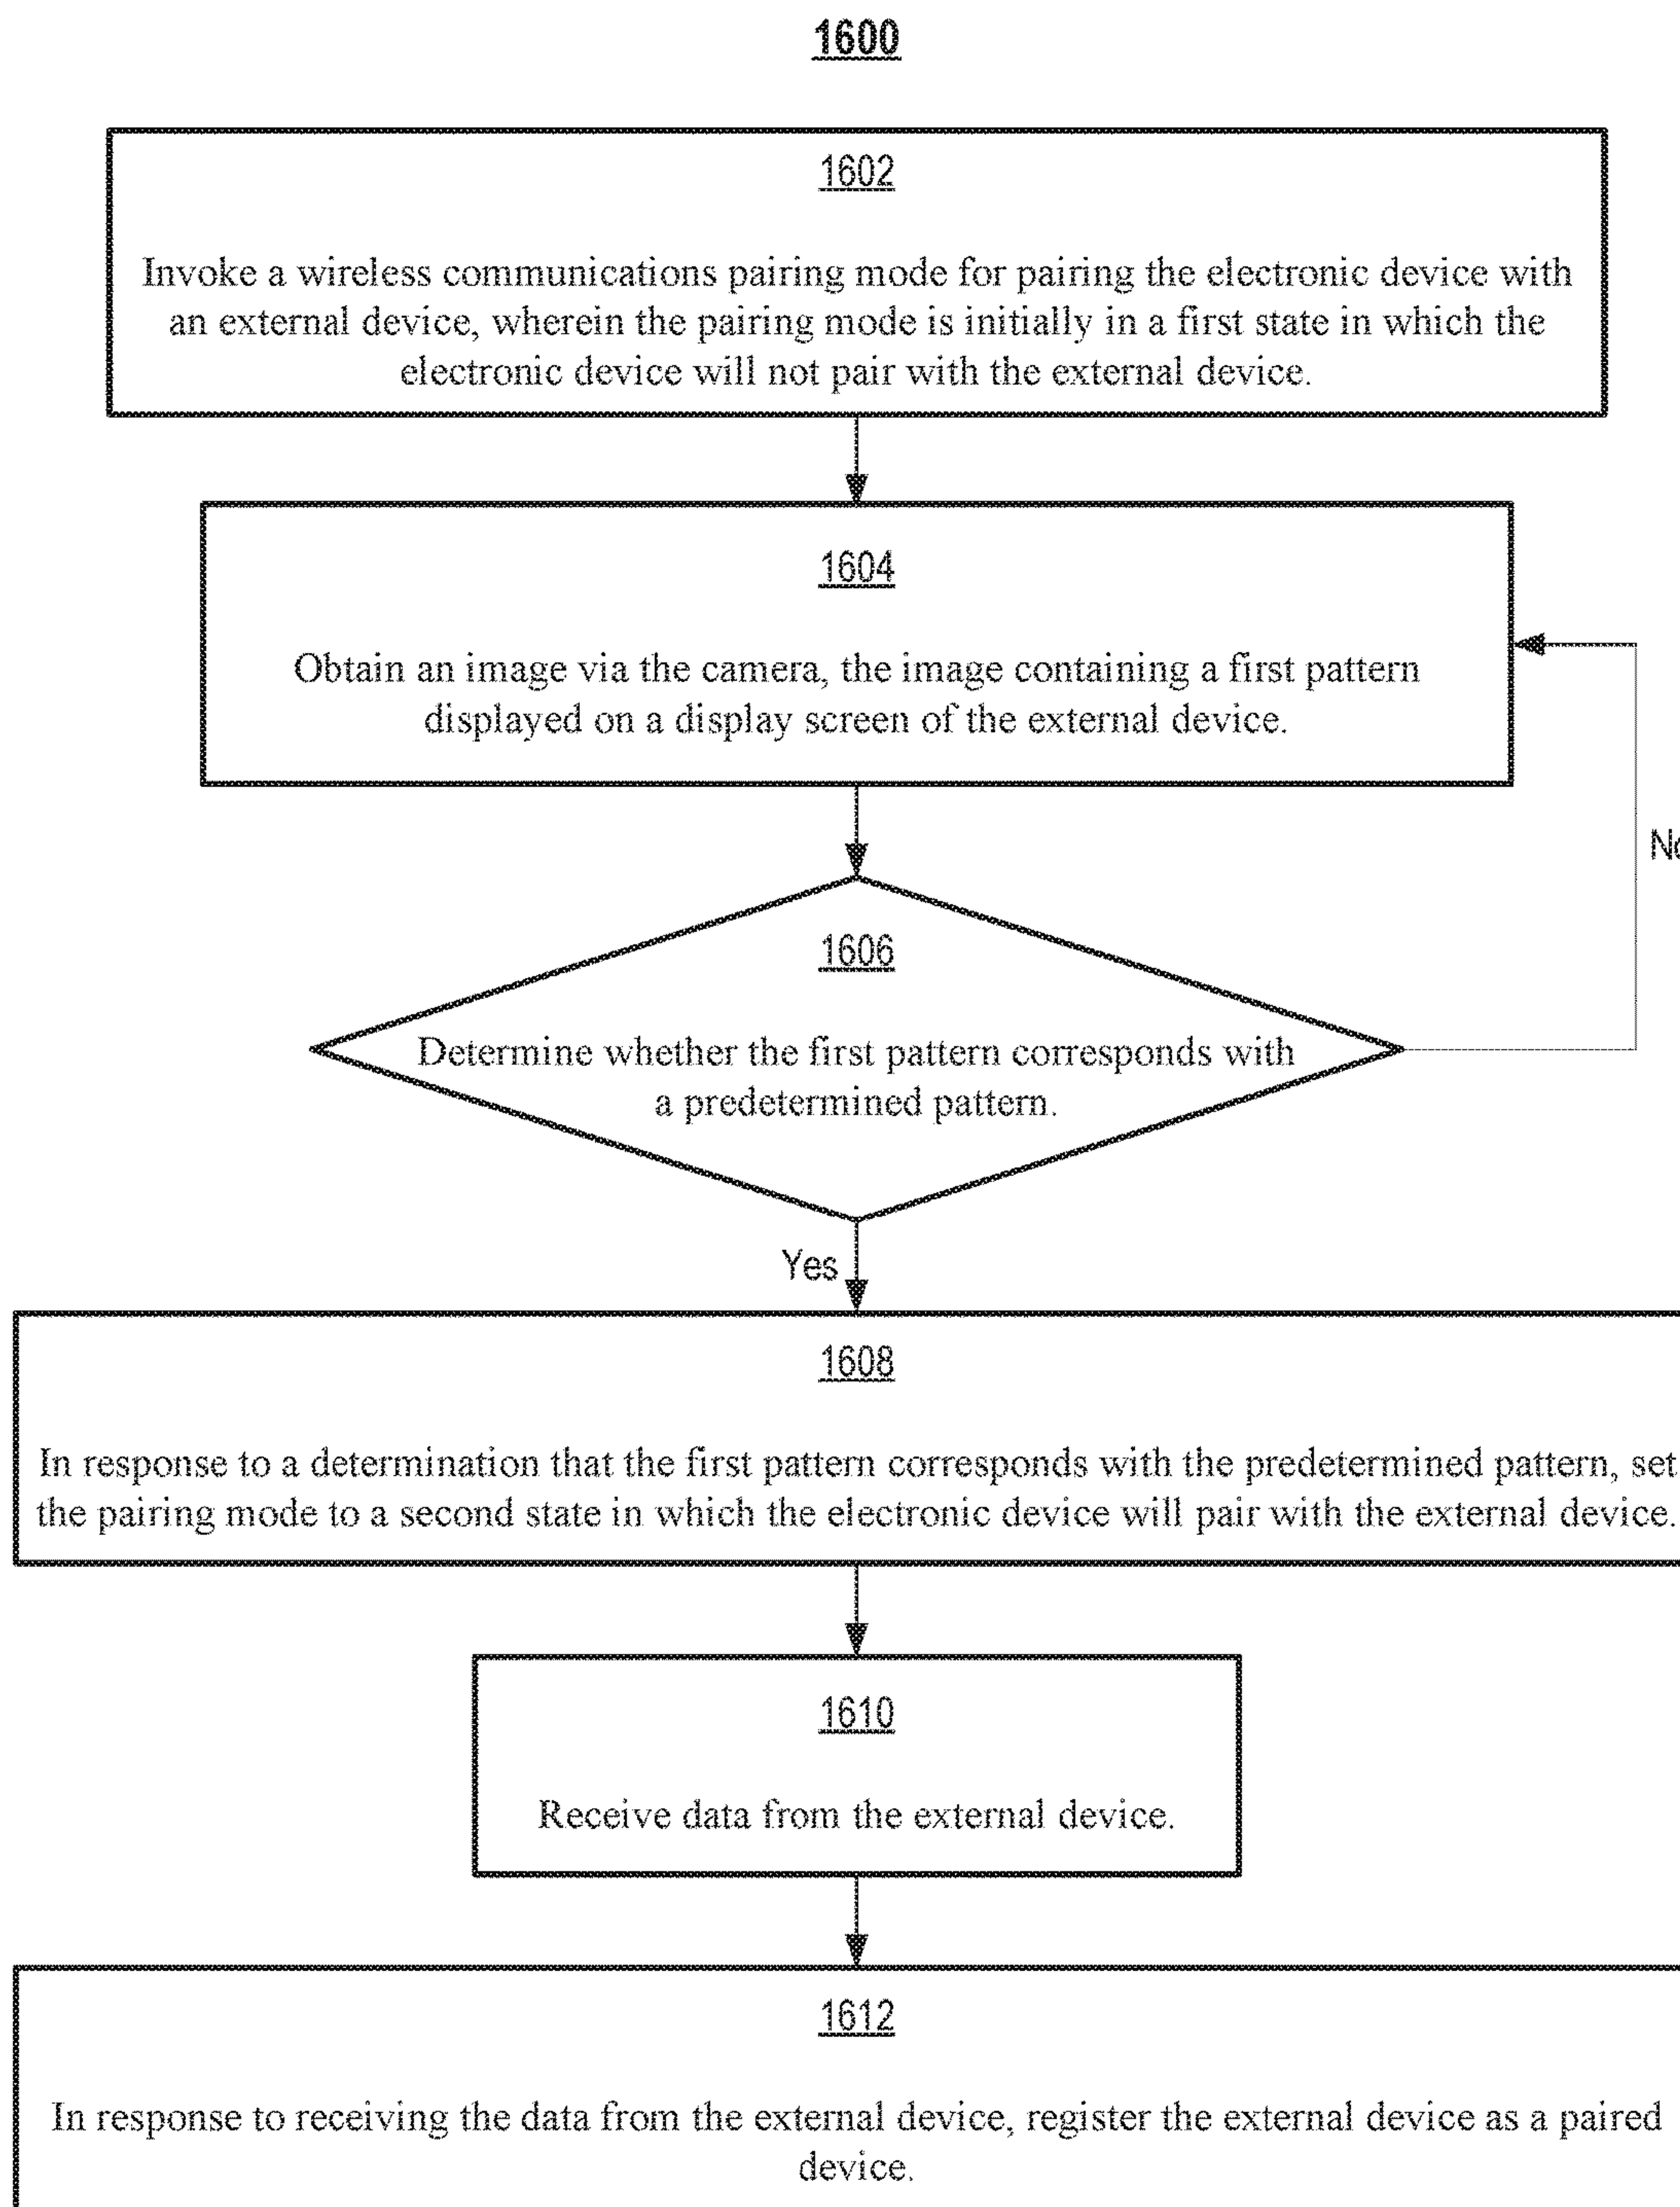 1600
1602
Invoke a wireless communications pairing mode for pairing the electronic device with
an external device, wherein the pairing mode is initially in a first state in which the
electronic device will not pair with the external device.
1604
Obtain an image via the camera, the image containing a first pattern
displayed on a display screen of the external device.
No
1606
Determine whether the first pattern corresponds with
a predetermined pattern.
Yes
1608
In response to a determination that the first pattern corresponds with the predetermined pattern, set
the pairing mode to a second state in which the electronic device will pair with the external device.
1610
Receive data from the external device.
1612
In response to receiving the data from the external device, register the external device as a paired
device.